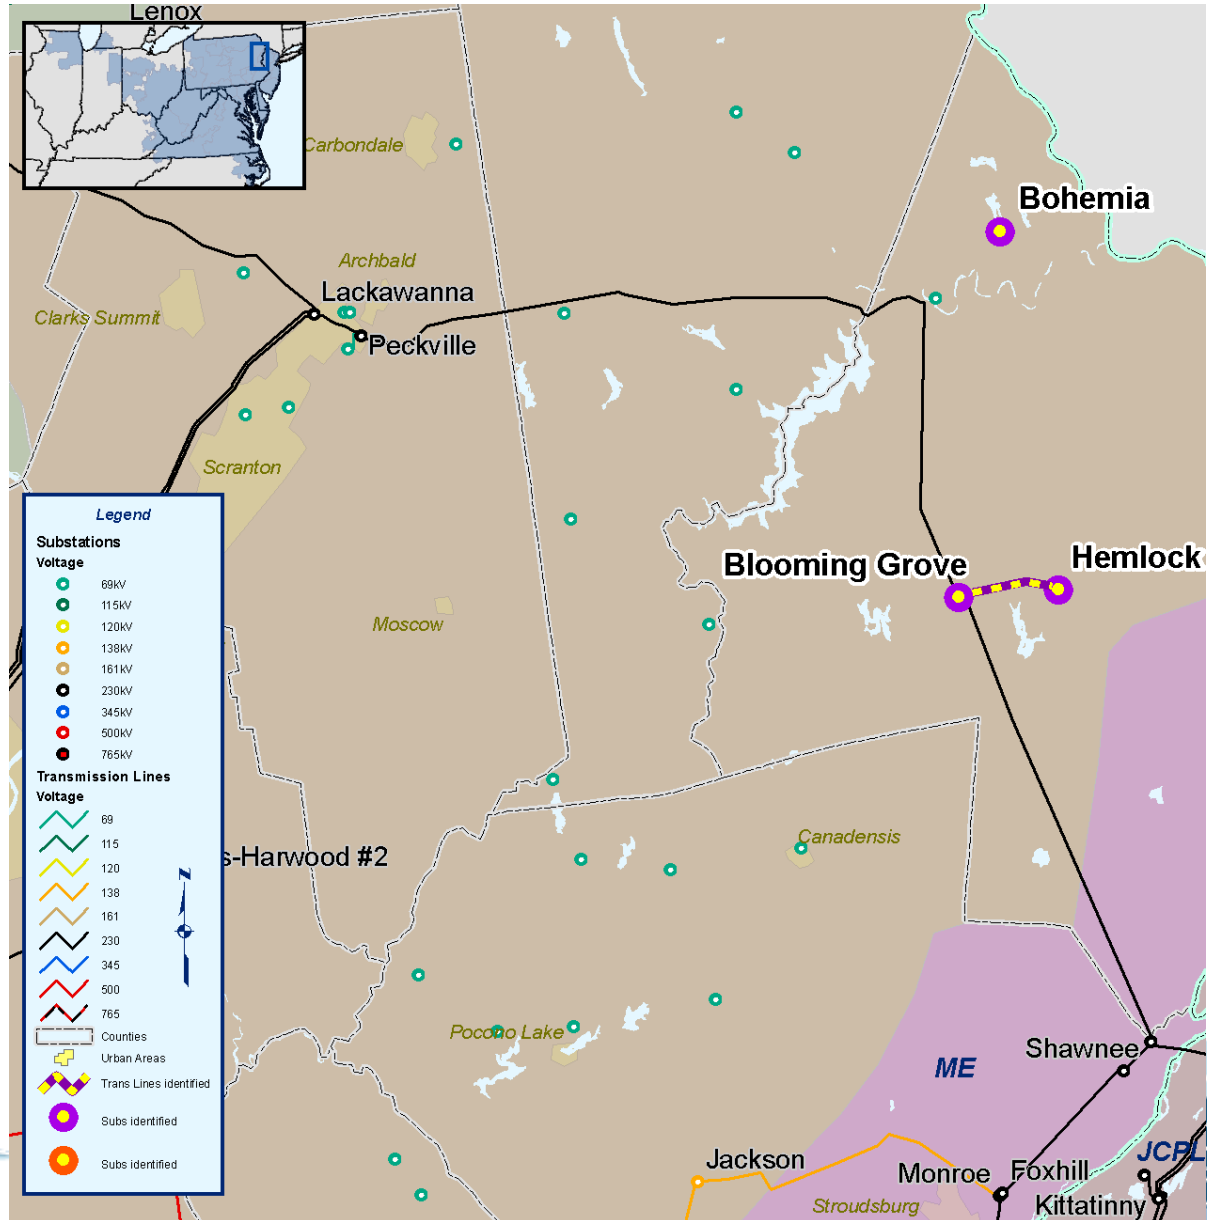 Lenox
Carbondale
Bohemia
Archbald
Lackawanna
Clarks Summit
Peckville
Scranton
Legend
Substations
Voltage
69kV
115kV
120kV
138kV
161kV
230kV
345kV
500kV
765kV
Transmission Lines
Voltage
69
115
120
138
161
230
345
500
765
Counties
Urban Areas
Trans Lines identified
Subs identified
Subs identified
Z
Blooming Grove
Hemlock
Moscow
s-Harwood #2
Canadensis
Pocono Lake
Shawnee
ME
Jackson
Monroe
Foxhill
JCPL
Kittatinny
Stroudsburg